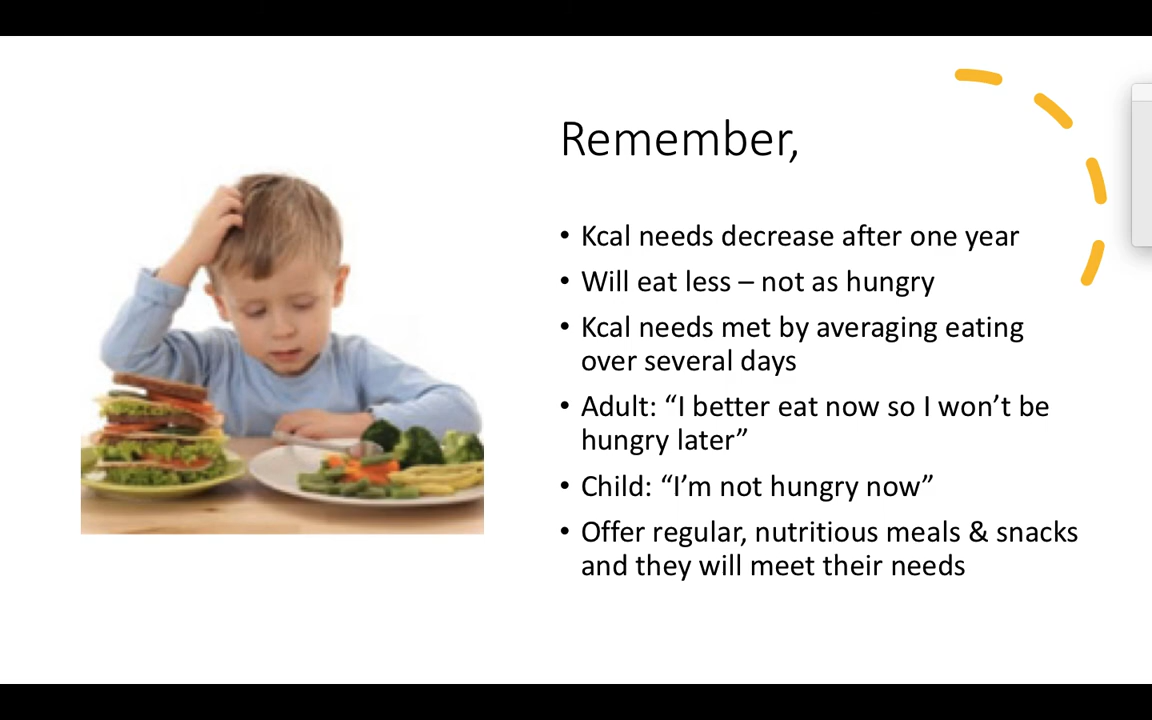 Remember,
• Kcal needs decrease after one year
• Will eat less – not as hungry
• Kcal needs met by averaging eating
over several days
• Adult: “I better eat now so I won’t be
hungry later”
• Child: “I’m not hungry now”
• Offer regular, nutritious meals & snacks
and they will meet their needs